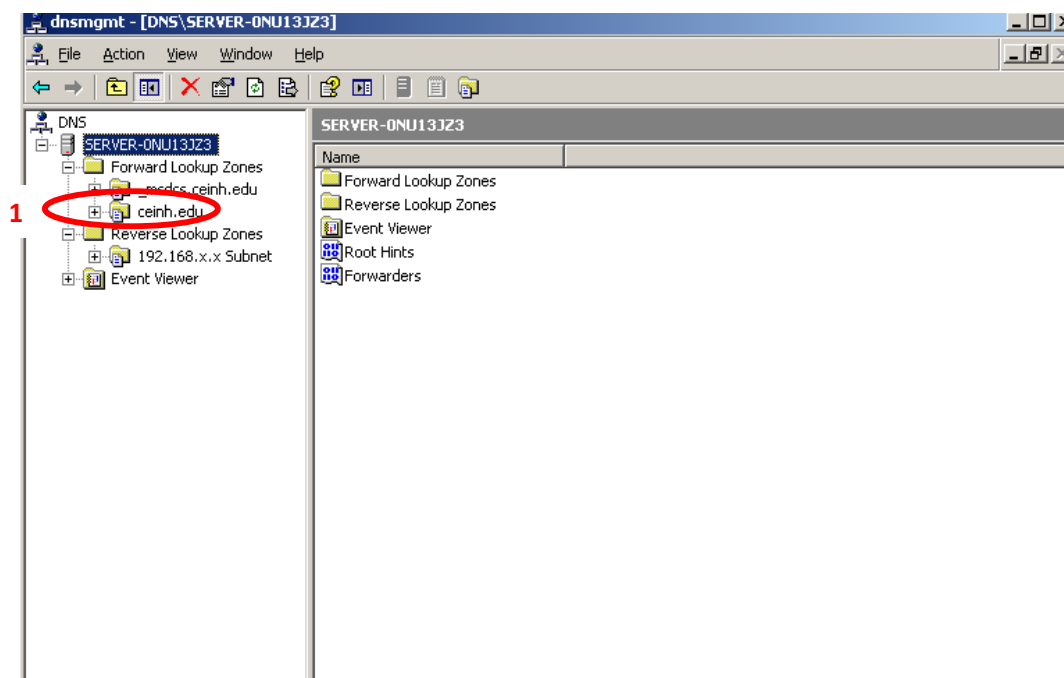 dnsmgmt - [DNS\SERVER-0NU13JZ3]
File Action View Window Help
DNS
SERVER-0NU13JZ3
Forward Lookup Zones
_msdcs.ceinh.edu
1
ceinh.edu
Reverse Lookup Zones
192.168.x.x Subnet
Event Viewer
SERVER-0NU13JZ3
Name
Forward Lookup Zones
Reverse Lookup Zones
Event Viewer
Root Hints
Forwarders